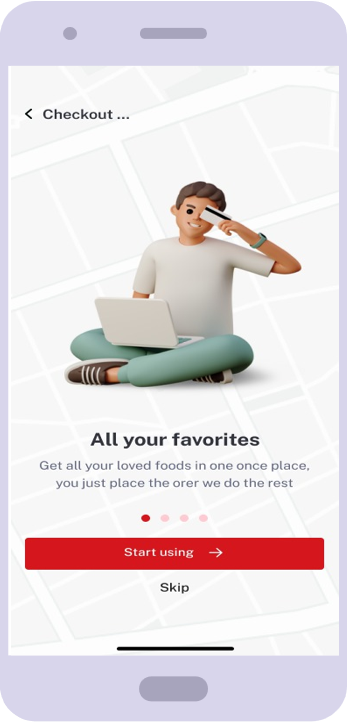 Checkout ...
All your favorites
Get all your loved foods in one once place,
you just place the orer we do the rest
Start using
Skip